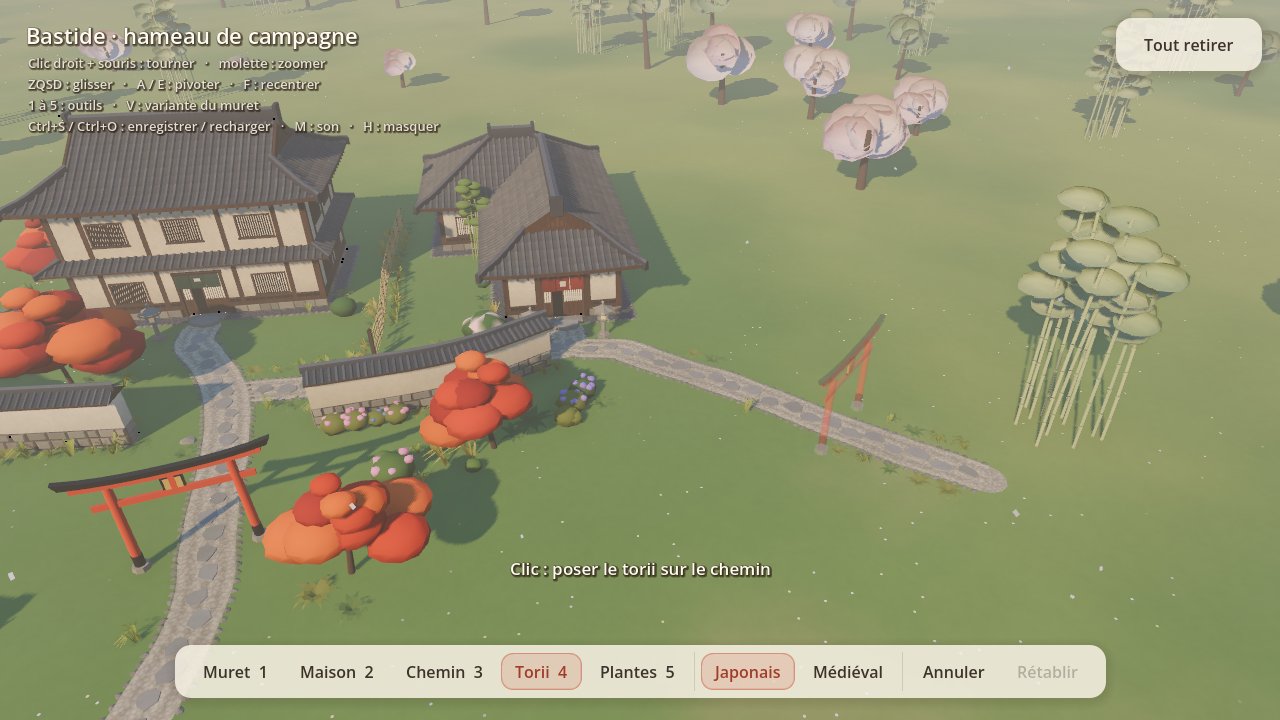 Bastide · hameau de campagne
Clic droit + souris : tourner · molette : zoomer
ZQSD : glisser · A / E : pivoter · F : recentrer
1 à 5 : outils · V : variante du muret
Ctrl+S / Ctrl+O : enregistrer / recharger · M : son · H : masquer
Tout retirer
Clic : poser le torii sur le chemin
Muret 1 Maison 2 Chemin 3 Torii 4 Plantes 5 Japonais Médiéval Annuler Rétablir